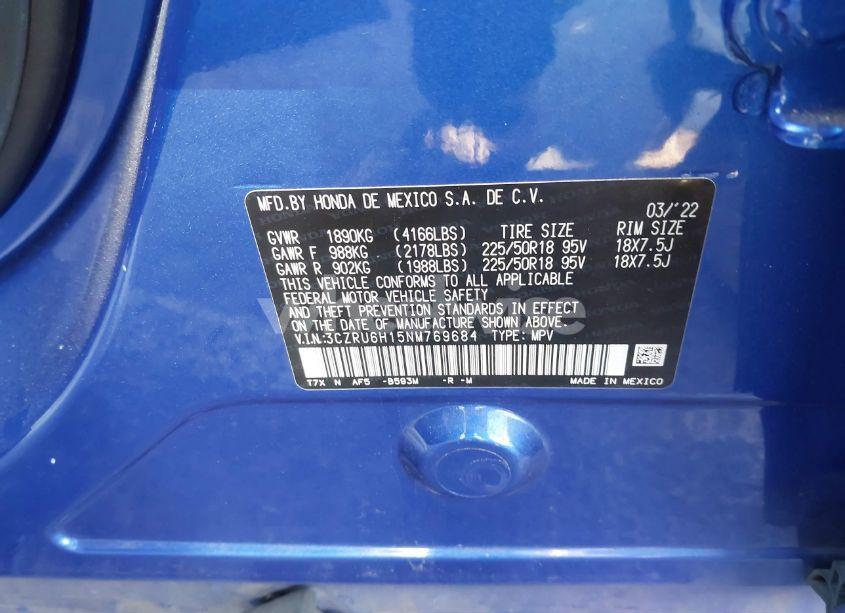 MFD.BY HONDA DE MEXICO S.A. DE C.V.
03/'22
GVWR 1890KG (4166LBS) TIRE SIZE RIM SIZE
GAWR F 988KG (2178LBS) 225/50R18 95V 18X7.5J
GAWR R 902KG (1988LBS) 225/50R18 95V 18X7.5J
THIS VEHICLE CONFORMS TO ALL APPLICABLE
FEDERAL MOTOR VEHICLE SAFETY
AND THEFT PREVENTION STANDARDS IN EFFECT
ON THE DATE OF MANUFACTURE SHOWN ABOVE.
V.I.N:3CZRU6H15NM769684 TYPE: MPV
T7X N AF5 -B593M -R -M MADE IN MEXICO